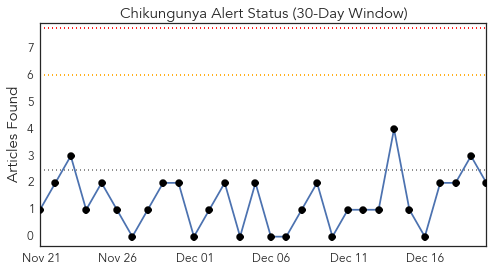 Chikungunya Alert Status (30-Day Window)
Articles Found
7
6
5
4
3
2
1
0
Nov 21 Nov 26 Dec 01 Dec 06 Dec 11 Dec 16